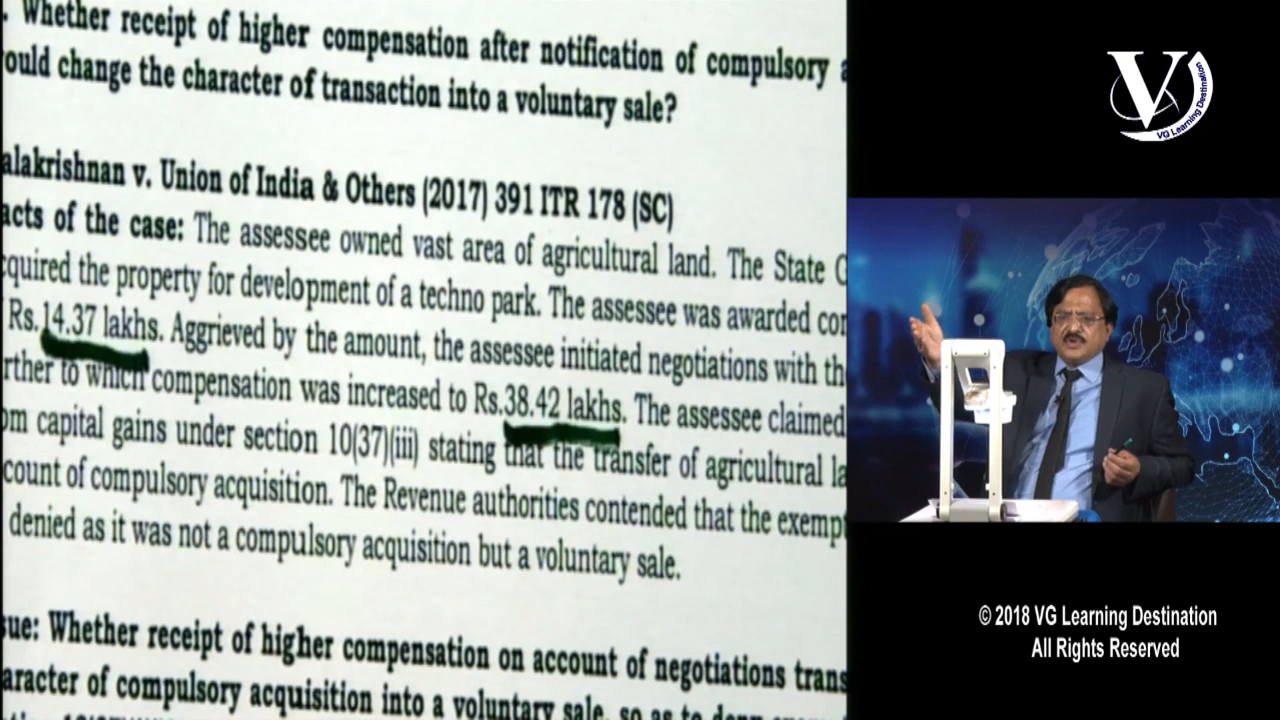 . Whether receipt of higher compensation after notification of compulsory a
ould change the character of transaction into a voluntary sale?
alakrishnan v. Union of India & Others (2017) 391 ITR 178 (SC)
acts of the case: The assessee owned vast area of agricultural land. The State
cquired the property for development of a techno park. The assessee was awarded
Rs.14.37 lakhs. Aggrieved by the amount, the assessee initiated negotiations with
rther to which compensation was increased to Rs.38.42 lakhs. The assessee claimed
om capital gains under section 10(37)(iii) stating that the transfer of agricultural
count of compulsory acquisition. The Revenue authorities contended that the
denied as it was not a compulsory acquisition but a voluntary sale.
sue: Whether receipt of higher compensation on account of negotiations
aracter of compulsory acquisition into a voluntary sale, so as to
V
VG Learning Destination
© 2018 VG Learning Destination
All Rights Reserved